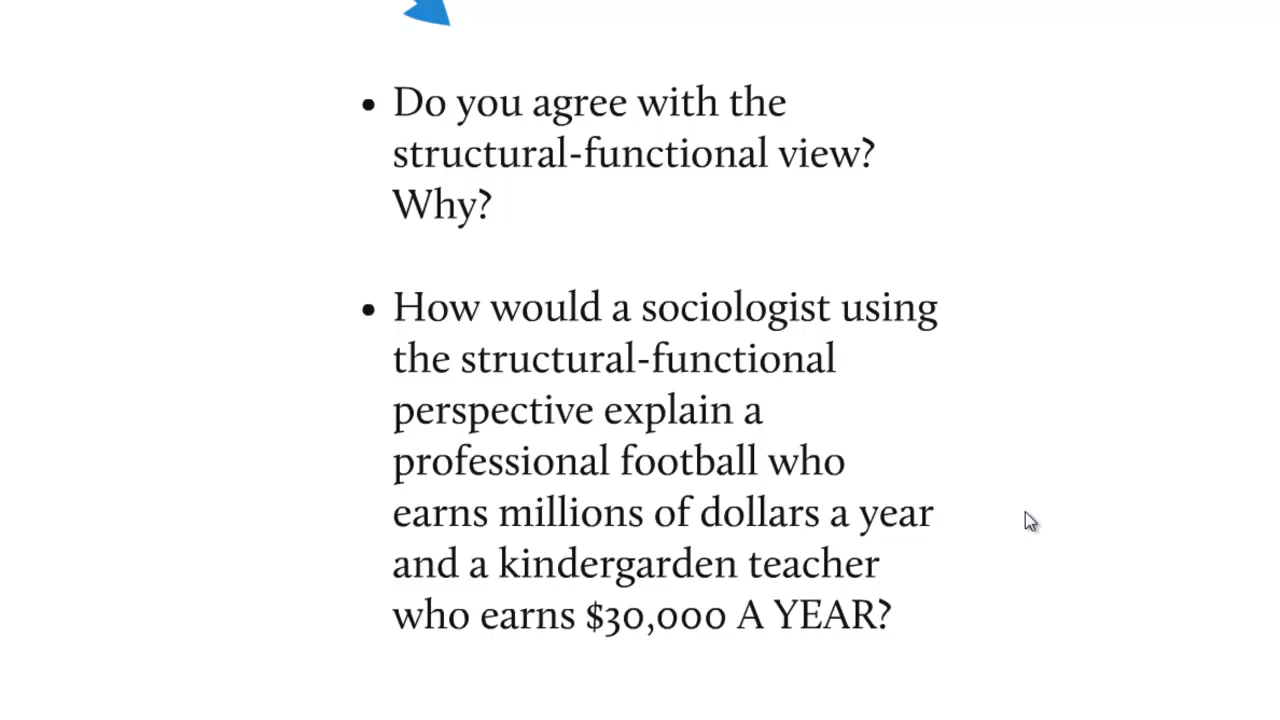 • Do you agree with the
structural-functional view?
Why?
• How would a sociologist using
the structural-functional
perspective explain a
professional football who
earns millions of dollars a year
and a kindergarden teacher
who earns $30,000 A YEAR?